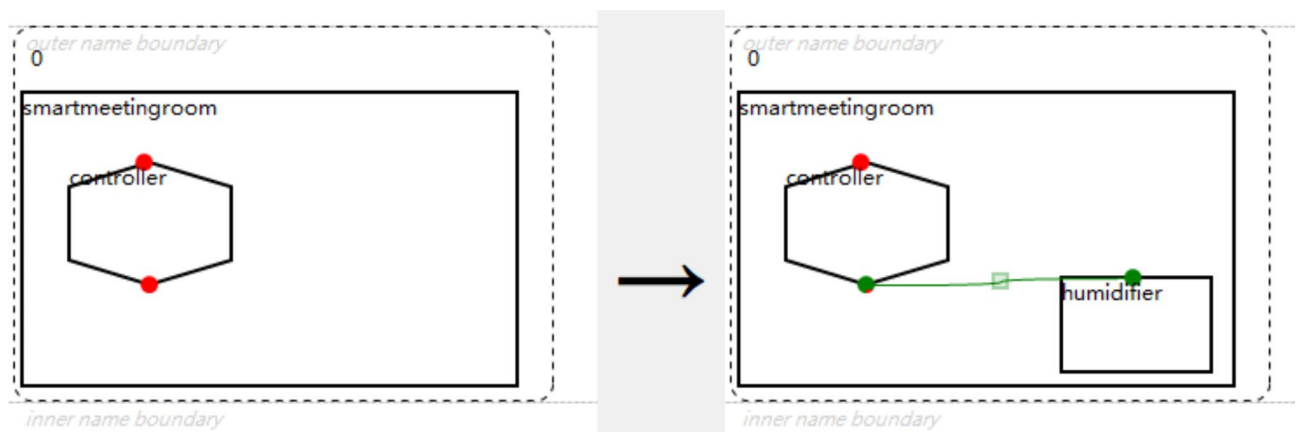 outer name boundary
0
smartmeetingroom
controller
inner name boundary
outer name boundary
0
smartmeetingroom
controller
humidifier
inner name boundary